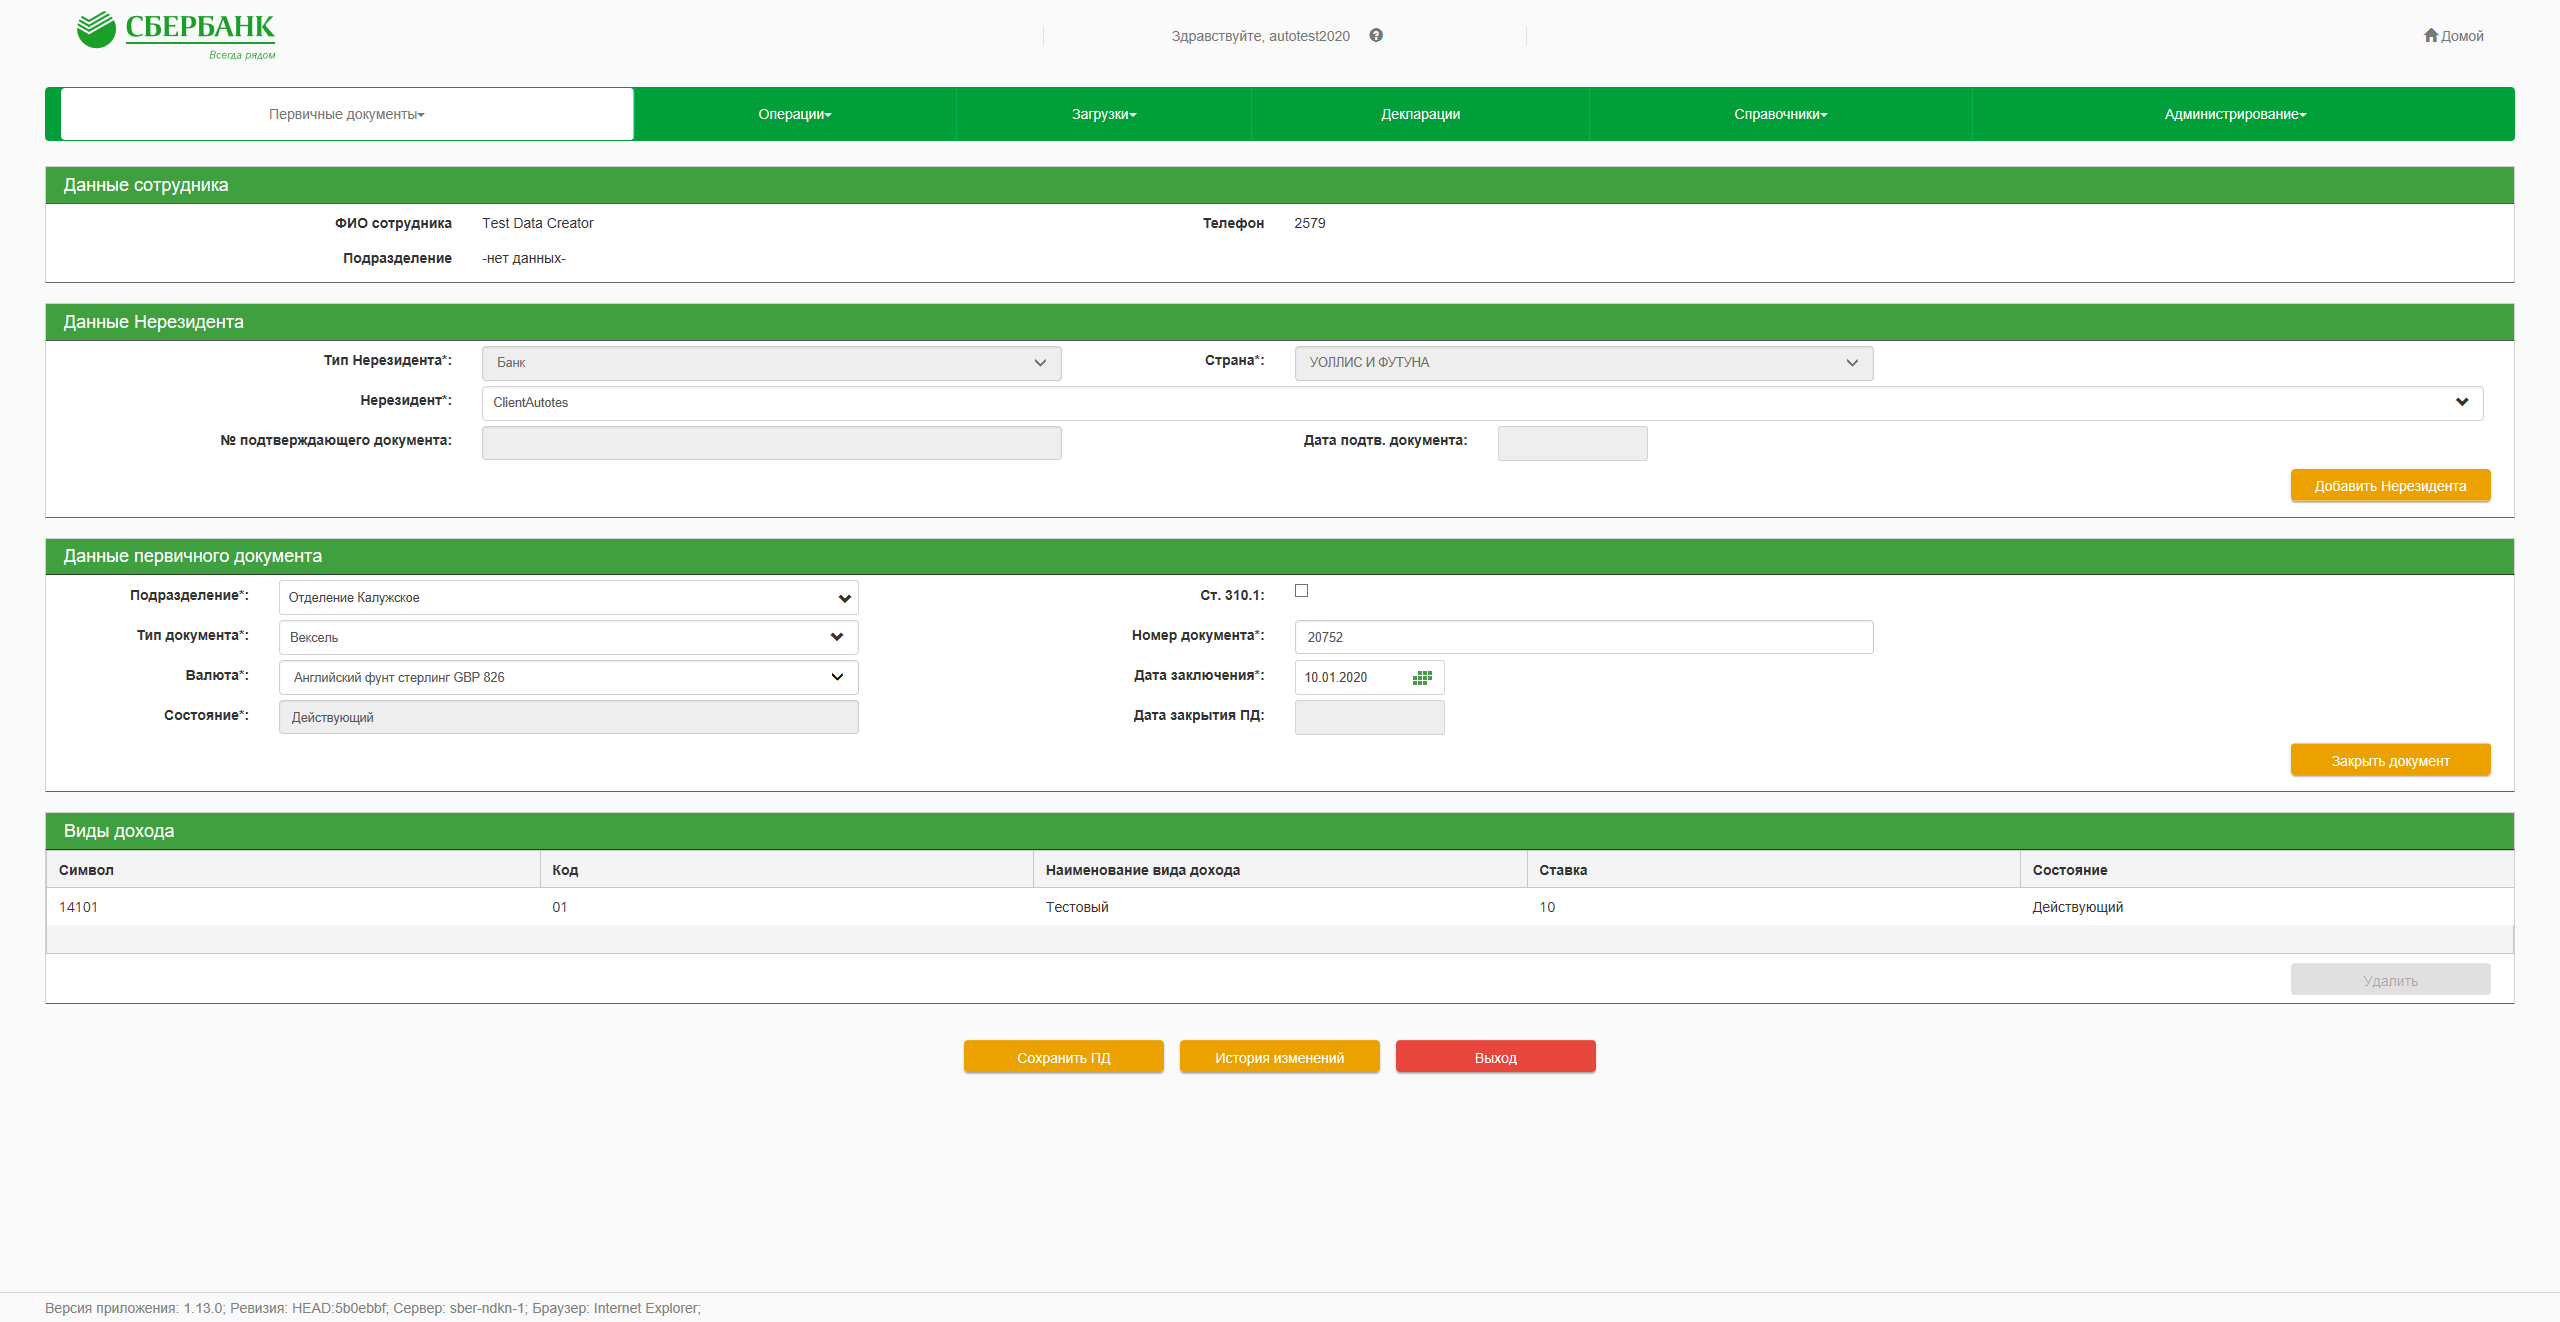 СБЕРБАНК
Всегда рядом
Здравствуйте, autotest2020
Домой
Первичные документы
Операции
Загрузки
Декларации
Справочники
Администрирование
Данные сотрудника
ФИО сотрудника Test Data Creator Телефон 2579
Подразделение -нет данных-
Данные Нерезидента
Тип Нерезидента*: Банк Страна*: УОЛЛИС И ФУТУНА
Нерезидент*: ClientAutotes
№ подтверждающего документа: Дата подтв. документа:
Добавить Нерезидента
Данные первичного документа
Подразделение*: Отделение Калужское Ст. 310.1:
Тип документа*: Вексель Номер документа*: 20752
Валюта*: Английский фунт стерлинг GBP 826 Дата заключения*: 10.01.2020
Состояние*: Действующий Дата закрытия ПД:
Закрыть документ
Виды дохода
Символ Код Наименование вида дохода Ставка Состояние
14101 01 Тестовый 10 Действующий
Удалить
Сохранить ПД История изменений Выход
Версия приложения: 1.13.0; Ревизия: HEAD:5b0ebbf; Сервер: sber-ndkn-1; Браузер: Internet Explorer;